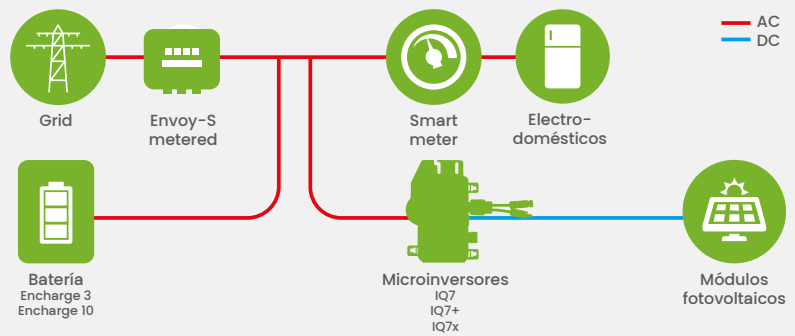 AC
DC
Grid
Envoy-S
metered
Smart
meter
Electro-
domésticos
Batería
Encharge 3
Encharge 10
Microinversores
IQ7
IQ7+
IQ7x
Módulos
fotovoltaicos